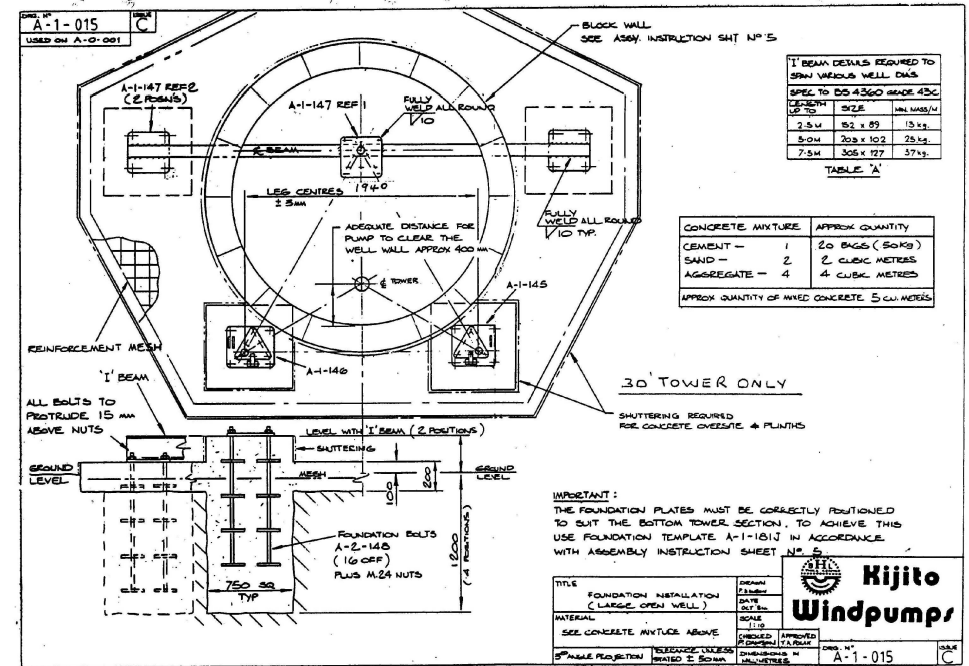 DRG. Nº
ISSUE
A-1-015
C
USED ON A-0-001
BLOCK WALL
SEE ASSY. INSTRUCTION SHT Nº 5
A-1-147 REF 2
(2 POSN'S)
A-1-147 REF 1
FULLY
WELD ALL ROUND
10
℄ BEAM
1940
LEG CENTRES
± 3MM
FULLY
WELD ALL ROUND
10 TYP.
ADEQUATE DISTANCE FOR
PUMP TO CLEAR THE
WELL WALL APPROX 400 MM
℄ TOWER
A-1-145
A-1-146
REINFORCEMENT MESH
'I' BEAM
ALL BOLTS TO
PROTRUDE 15 MM
ABOVE NUTS
LEVEL WITH 'I' BEAM (2 POSITIONS)
SHUTTERING
GROUND
LEVEL
MESH
GROUND
LEVEL
100
200
1200
(4 POSITIONS)
FOUNDATION BOLTS
A-2-148
(16 OFF)
PLUS M.24 NUTS
750 SQ
TYP
'I' BEAM DETAILS REQUIRED TO
SPAN VARIOUS WELL DIA'S
SPEC TO BS 4360 GRADE 43C
LENGTH UP TO SIZE MIN. MASS/M
2·5M 152 x 89 13 kg.
5·0M 203 x 102 25 kg.
7·5M 305 x 127 37 kg.
TABLE 'A'
CONCRETE MIXTURE APPROX QUANTITY
CEMENT — 1 20 BAGS (50KG)
SAND — 2 2 CUBIC METRES
AGGREGATE — 4 4 CUBIC METRES
APPROX QUANTITY OF MIXED CONCRETE 5 CU. METERS
30' TOWER ONLY
SHUTTERING REQUIRED
FOR CONCRETE OVERSITE & PLINTHS
IMPORTANT :
THE FOUNDATION PLATES MUST BE CORRECTLY POSITIONED
TO SUIT THE BOTTOM TOWER SECTION. TO ACHIEVE THIS
USE FOUNDATION TEMPLATE A-1-181J IN ACCORDANCE
WITH ASSEMBLY INSTRUCTION SHEET Nº 5.
TITLE
FOUNDATION INSTALLATION
(LARGE OPEN WELL)
MATERIAL
SEE CONCRETE MIXTURE ABOVE
3RD ANGLE PROJECTION
TOLERANCE UNLESS
STATED ± 50MM
DRAWN
DATE
SCALE
1:10
CHECKED
APPROVED
DIMENSIONS IN
MILLIMETRES
BHL
Kijito
Windpumps
DRG. Nº
A-1-015
ISSUE
C